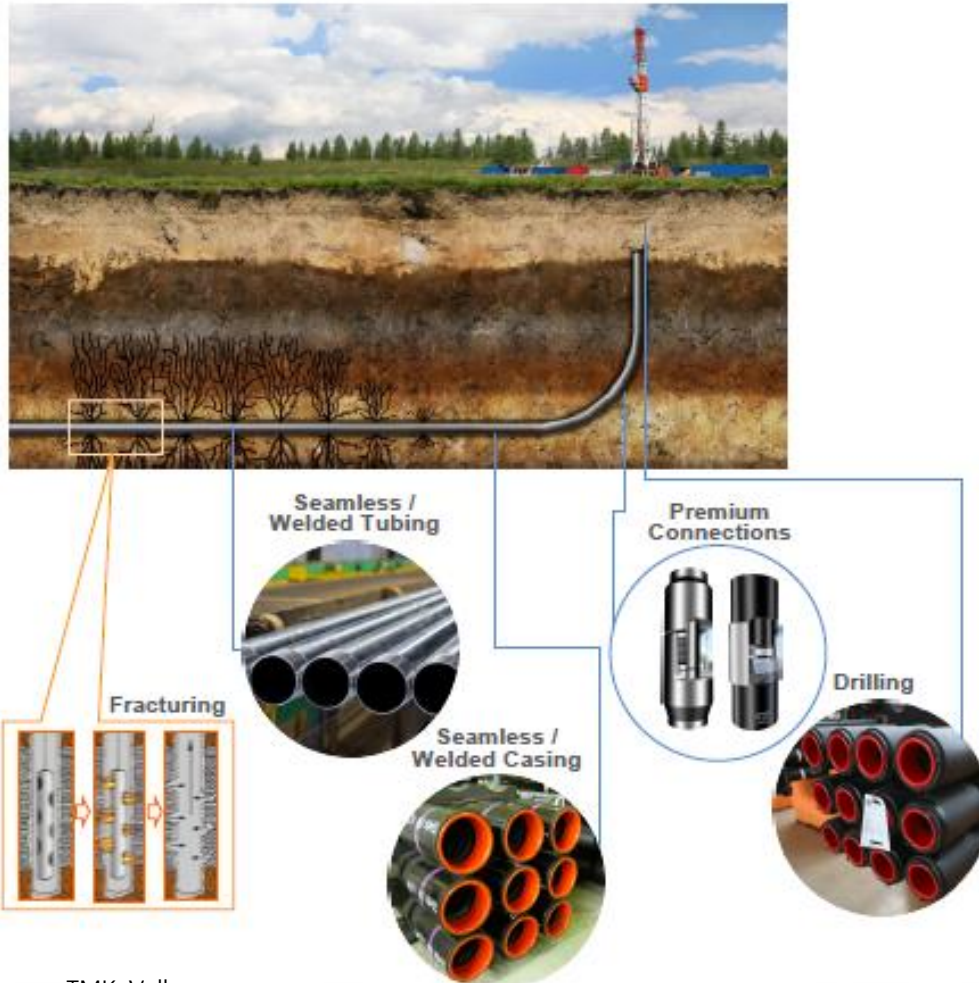 Seamless /
Welded Tubing
Premium
Connections
Drilling
Fracturing
Seamless /
Welded Casing